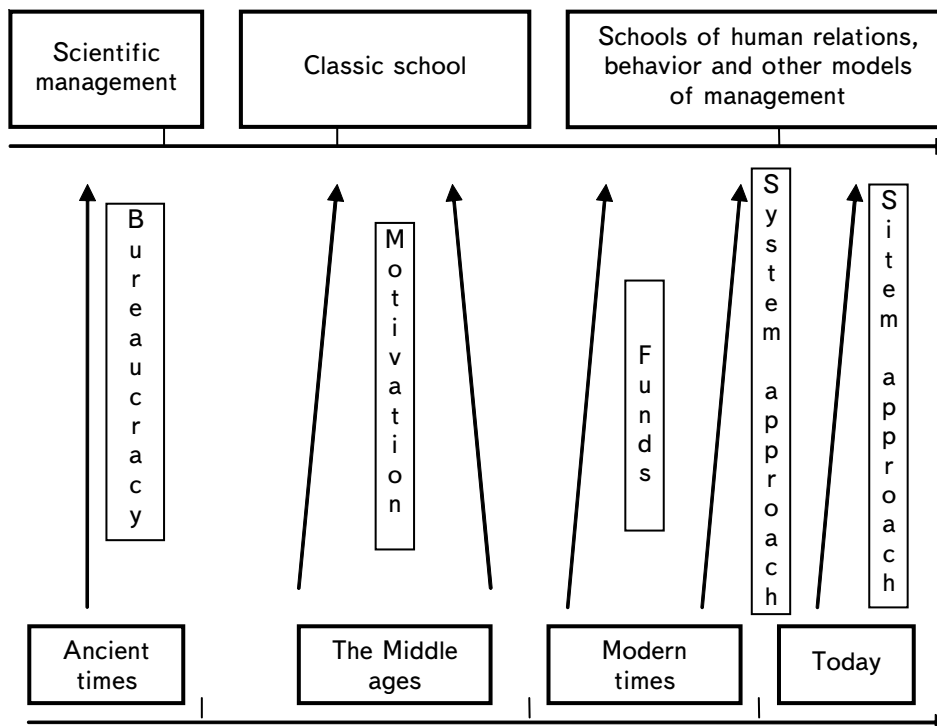 Scientific
management
Classic school
Schools of human relations,
behavior and other models
of management
Bureaucracy
Motivation
Funds
System approach
Sitem approach
Ancient
times
The Middle
ages
Modern
times
Today